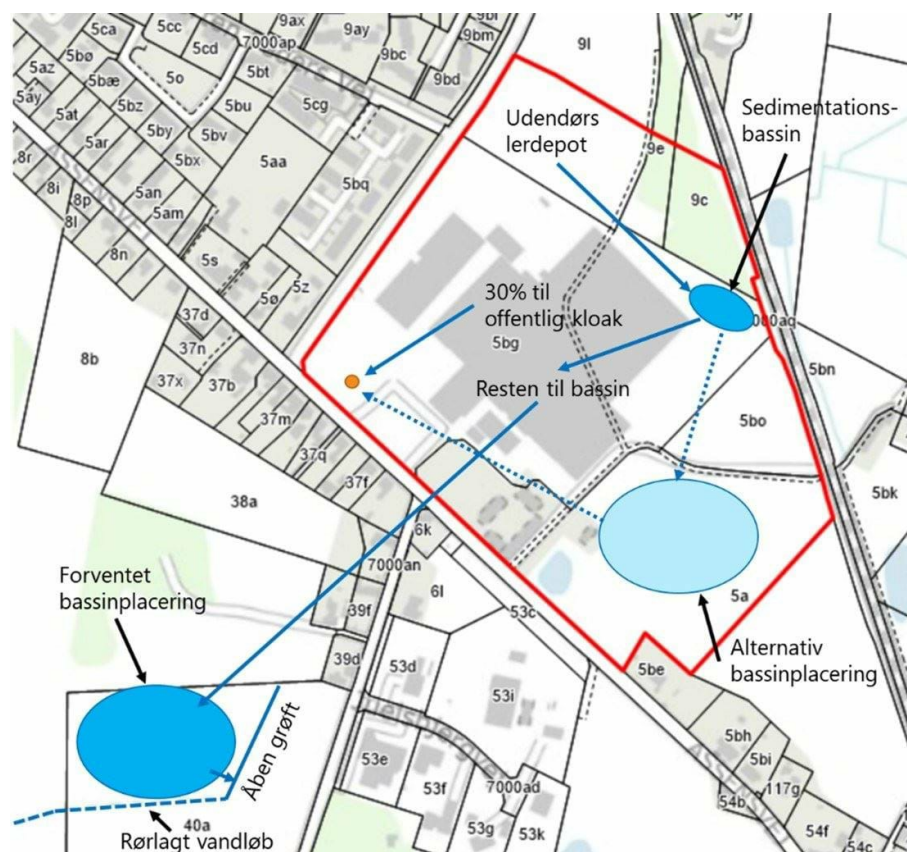 5ca
5cc
5cd
7000ap
9ax
9ay
9bi
9bm
9l
5bø
5o
5bt
9bc
9bd
5az
5bæ
5bu
5cg
5ay
5at
5bz
5by
5bv
5aa
Udendørs
lerdepot
Sedimentations-
bassin
5ar
5bx
5bq
9e
8r
8i
8p
8l
5an
5am
9c
ASSENSVEJ
8n
5s
5ø
5z
30% til
offentlig kloak
5bg
37d
37n
8b
37x
37b
37m
Resten til bassin
5bn
5bo
37q
37f
5bk
38a
6k
7000an
Forventet
bassinplacering
39f
6l
53c
5a
39d
53d
5be
Alternativ
bassinplacering
53i
Åben grøft
53e
53f
7000ad
5bh
5bi
117g
54b
ASSENSVEJ
40a
Rørlagt vandløb
53g
53k
54f
54c